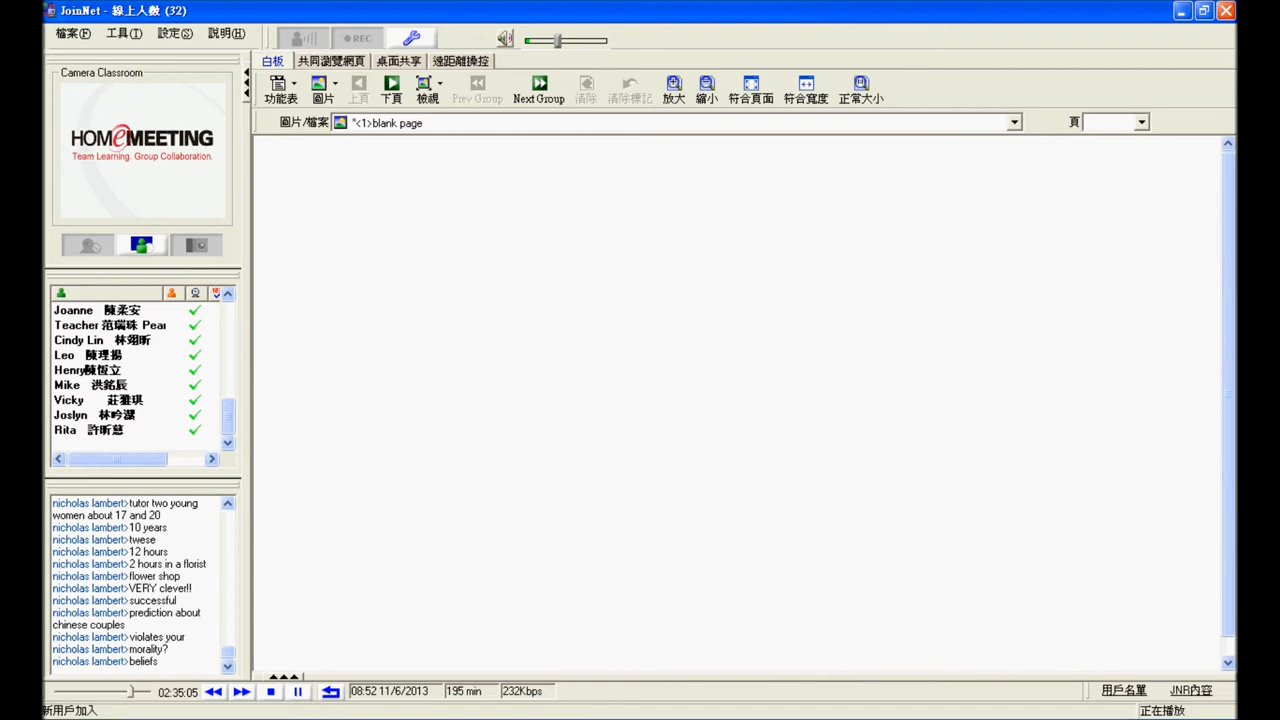 JoinNet - 線上人數 (32)
檔案(F) 工具(T) 設定(S) 說明(H)
REC
Camera Classroom
HOMEMEETING
Team Learning. Group Collaboration.
白板 共同瀏覽網頁 桌面共享 遠距離操控
功能表 圖片 上頁 下頁 檢視 Prev Group Next Group 清除 清除標記 放大 縮小 符合頁面 符合寬度 正常大小
圖片/檔案 "<1>blank page 頁
Joanne 陳柔安
Teacher 范瑞珠 Pear
Cindy Lin 林翊昕
Leo 陳理揚
Henry陳恆立
Mike 洪銘辰
Vicky 莊雅琪
Joslyn 林吟潔
Rita 許昕慈
nicholas lambert>tutor two young
women about 17 and 20
nicholas lambert>10 years
nicholas lambert>twese
nicholas lambert>12 hours
nicholas lambert>2 hours in a florist
nicholas lambert>flower shop
nicholas lambert>VERY clever!!
nicholas lambert>successful
nicholas lambert>prediction about
chinese couples
nicholas lambert>violates your
nicholas lambert>morality?
nicholas lambert>beliefs
02:35:05 08:52 11/6/2013 195 min 232Kbps 用戶名單 JNR內容
新用戶加入 正在播放